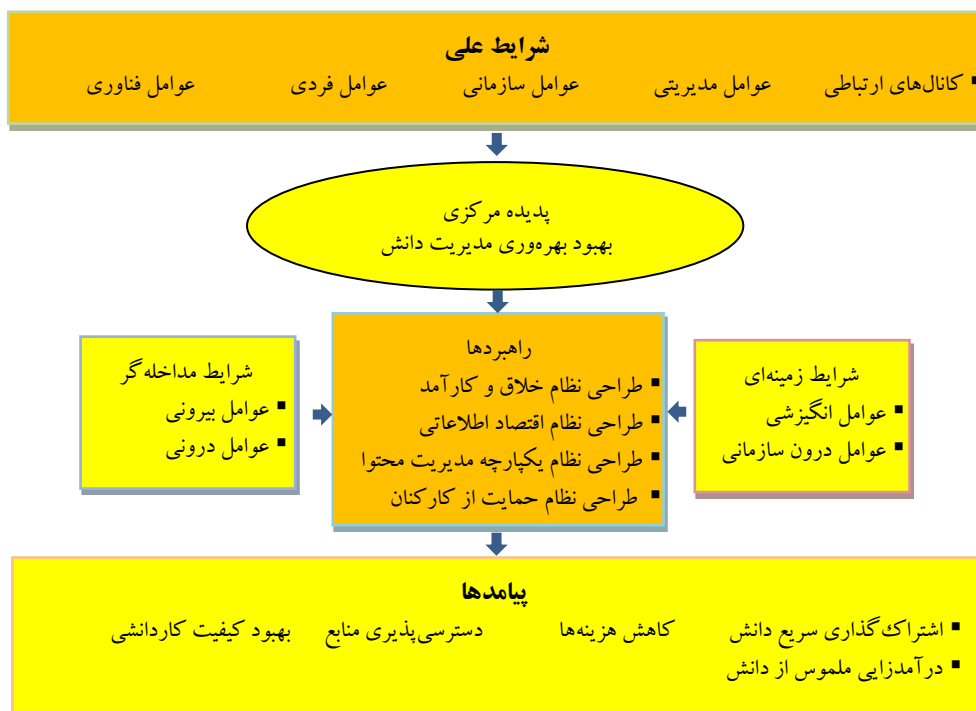 شرایط علی
▪ کانال‌های ارتباطی عوامل مدیریتی عوامل سازمانی عوامل فردی عوامل فناوری
پدیده مرکزی
بهبود بهره‌وری مدیریت دانش
راهبردها
▪ طراحی نظام خلاق و کارآمد
▪ طراحی نظام اقتصاد اطلاعاتی
▪ طراحی نظام یکپارچه مدیریت محتوا
▪ طراحی نظام حمایت از کارکنان
شرایط زمینه‌ای
▪ عوامل انگیزشی
▪ عوامل درون سازمانی
شرایط مداخله‌گر
▪ عوامل بیرونی
▪ عوامل درونی
پیامدها
▪ اشتراک‌گذاری سریع دانش کاهش هزینه‌ها دسترسی‌پذیری منابع بهبود کیفیت کاردانشی
▪ درآمدزایی ملموس از دانش